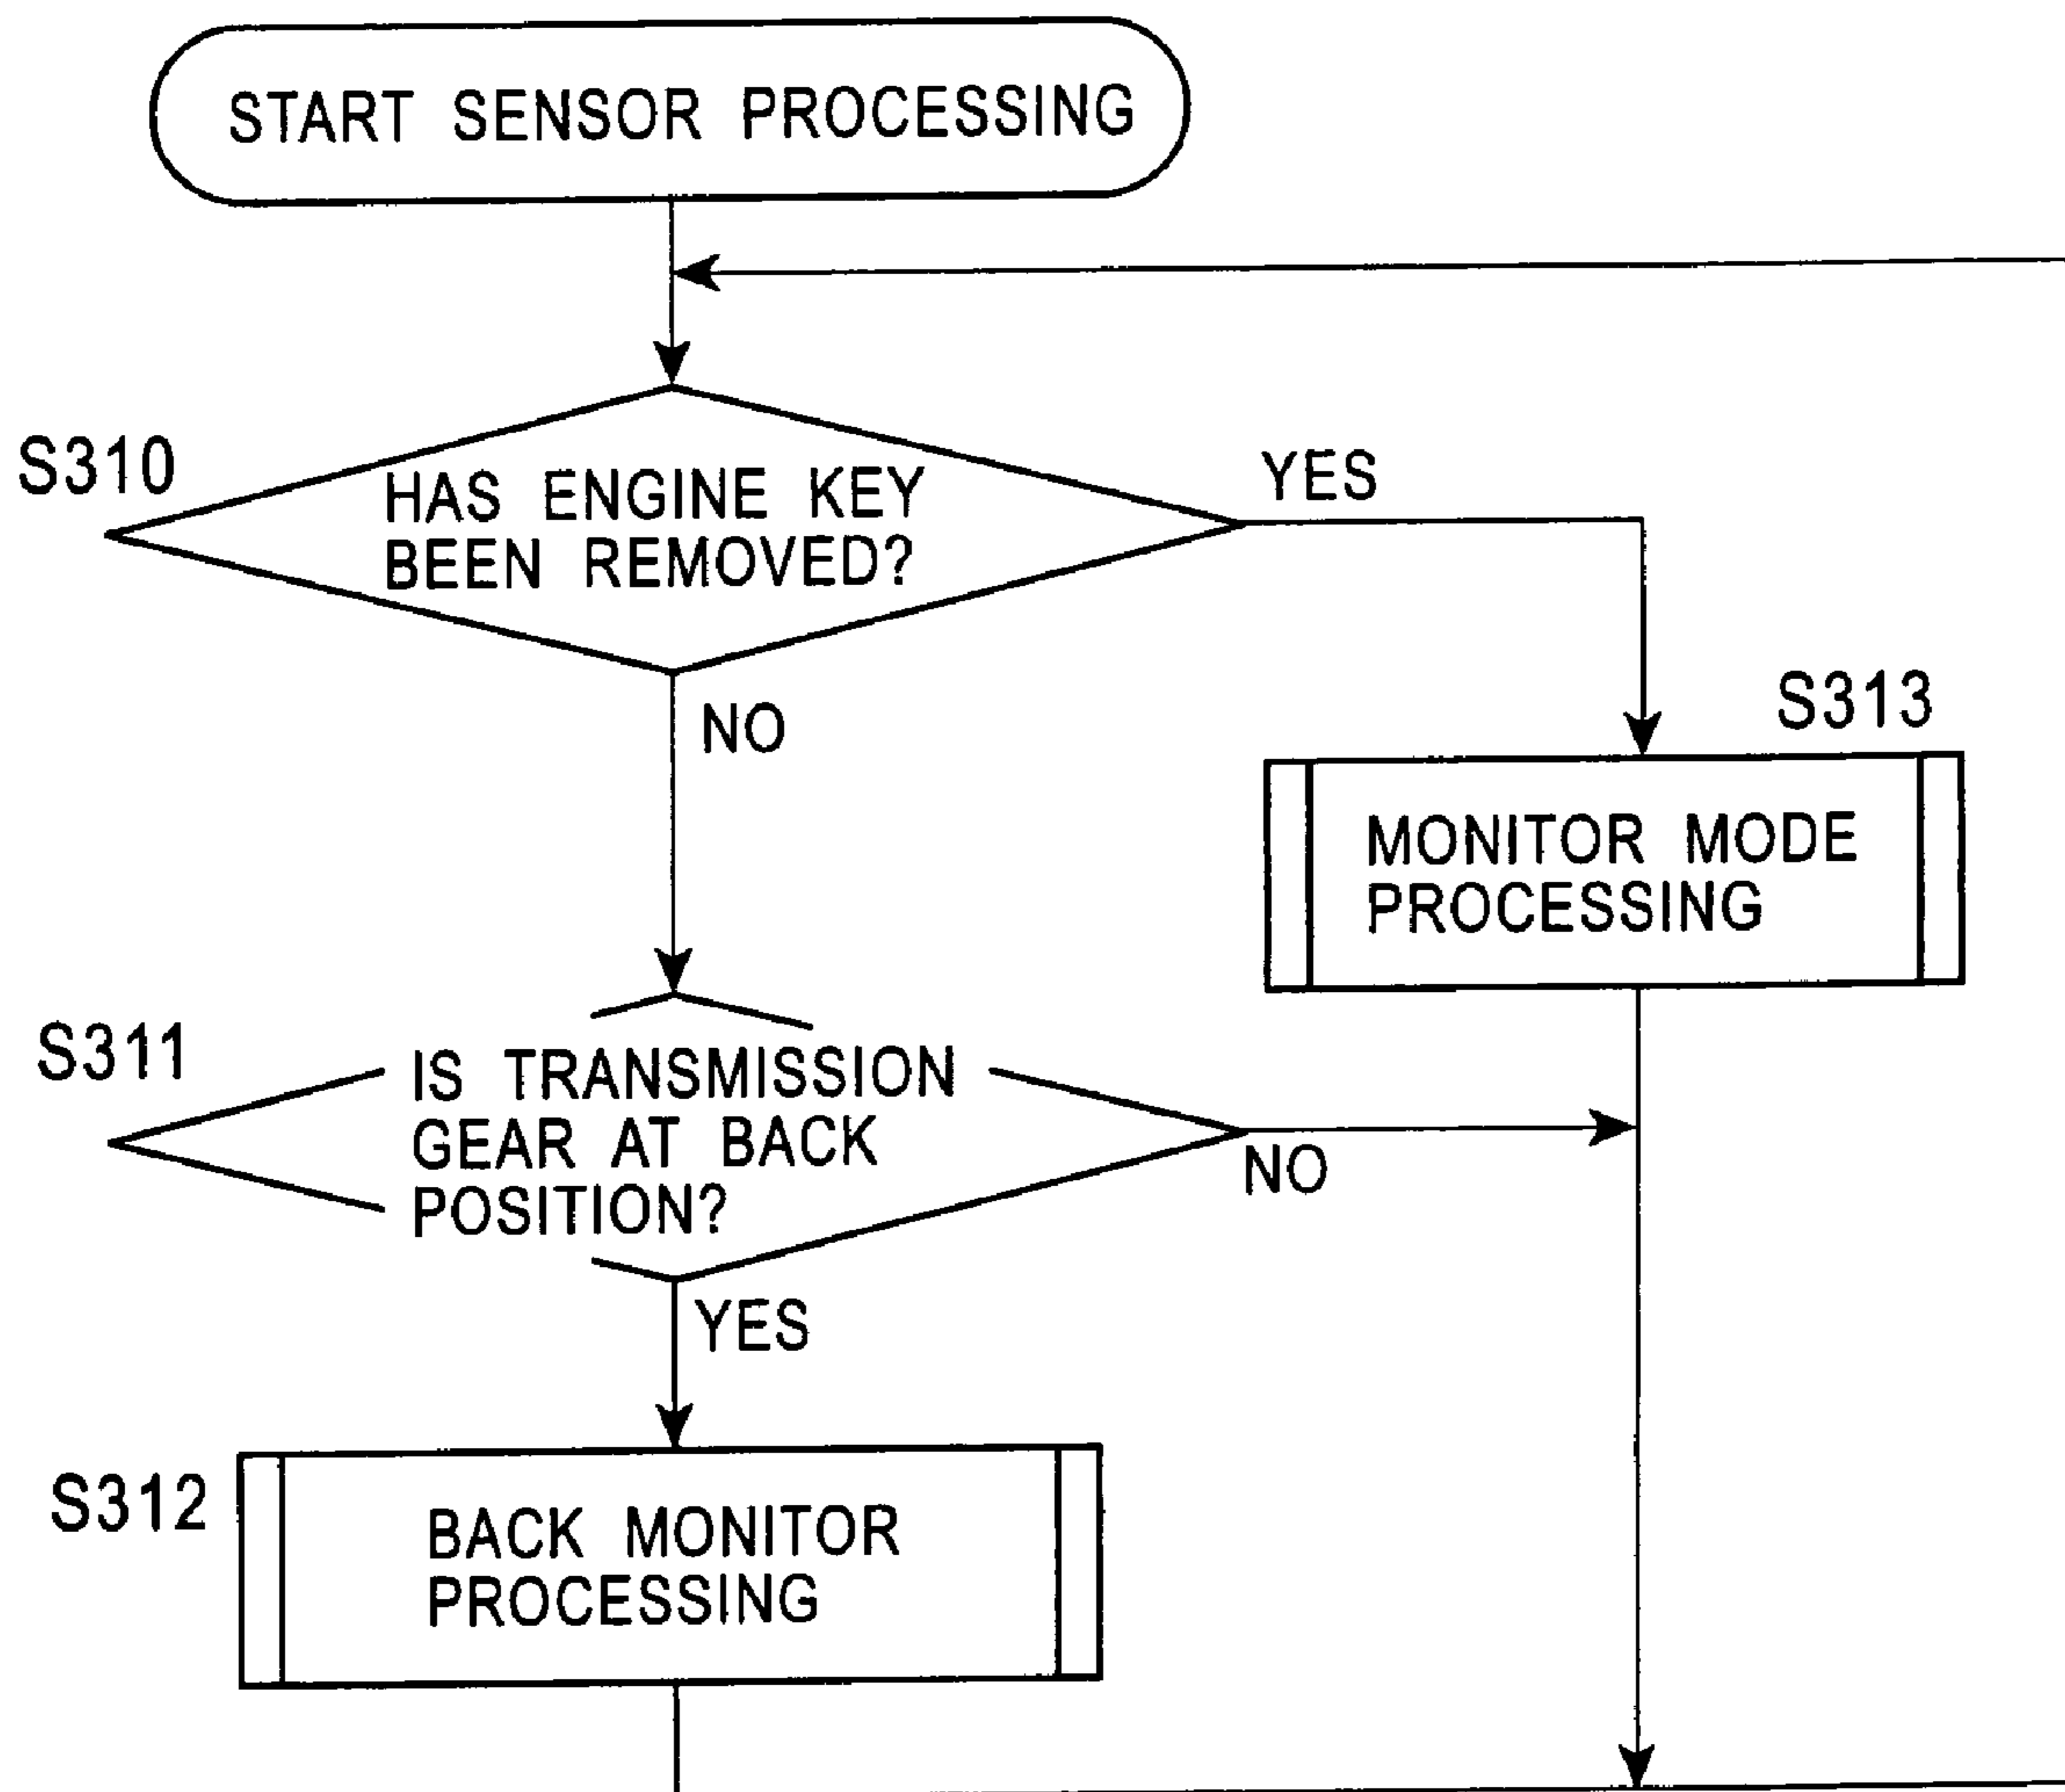 START SENSOR PROCESSING
S310
HAS ENGINE KEY
BEEN REMOVED?
YES
NO
S313
MONITOR MODE
PROCESSING
S311
IS TRANSMISSION
GEAR AT BACK
POSITION?
NO
YES
S312
BACK MONITOR
PROCESSING